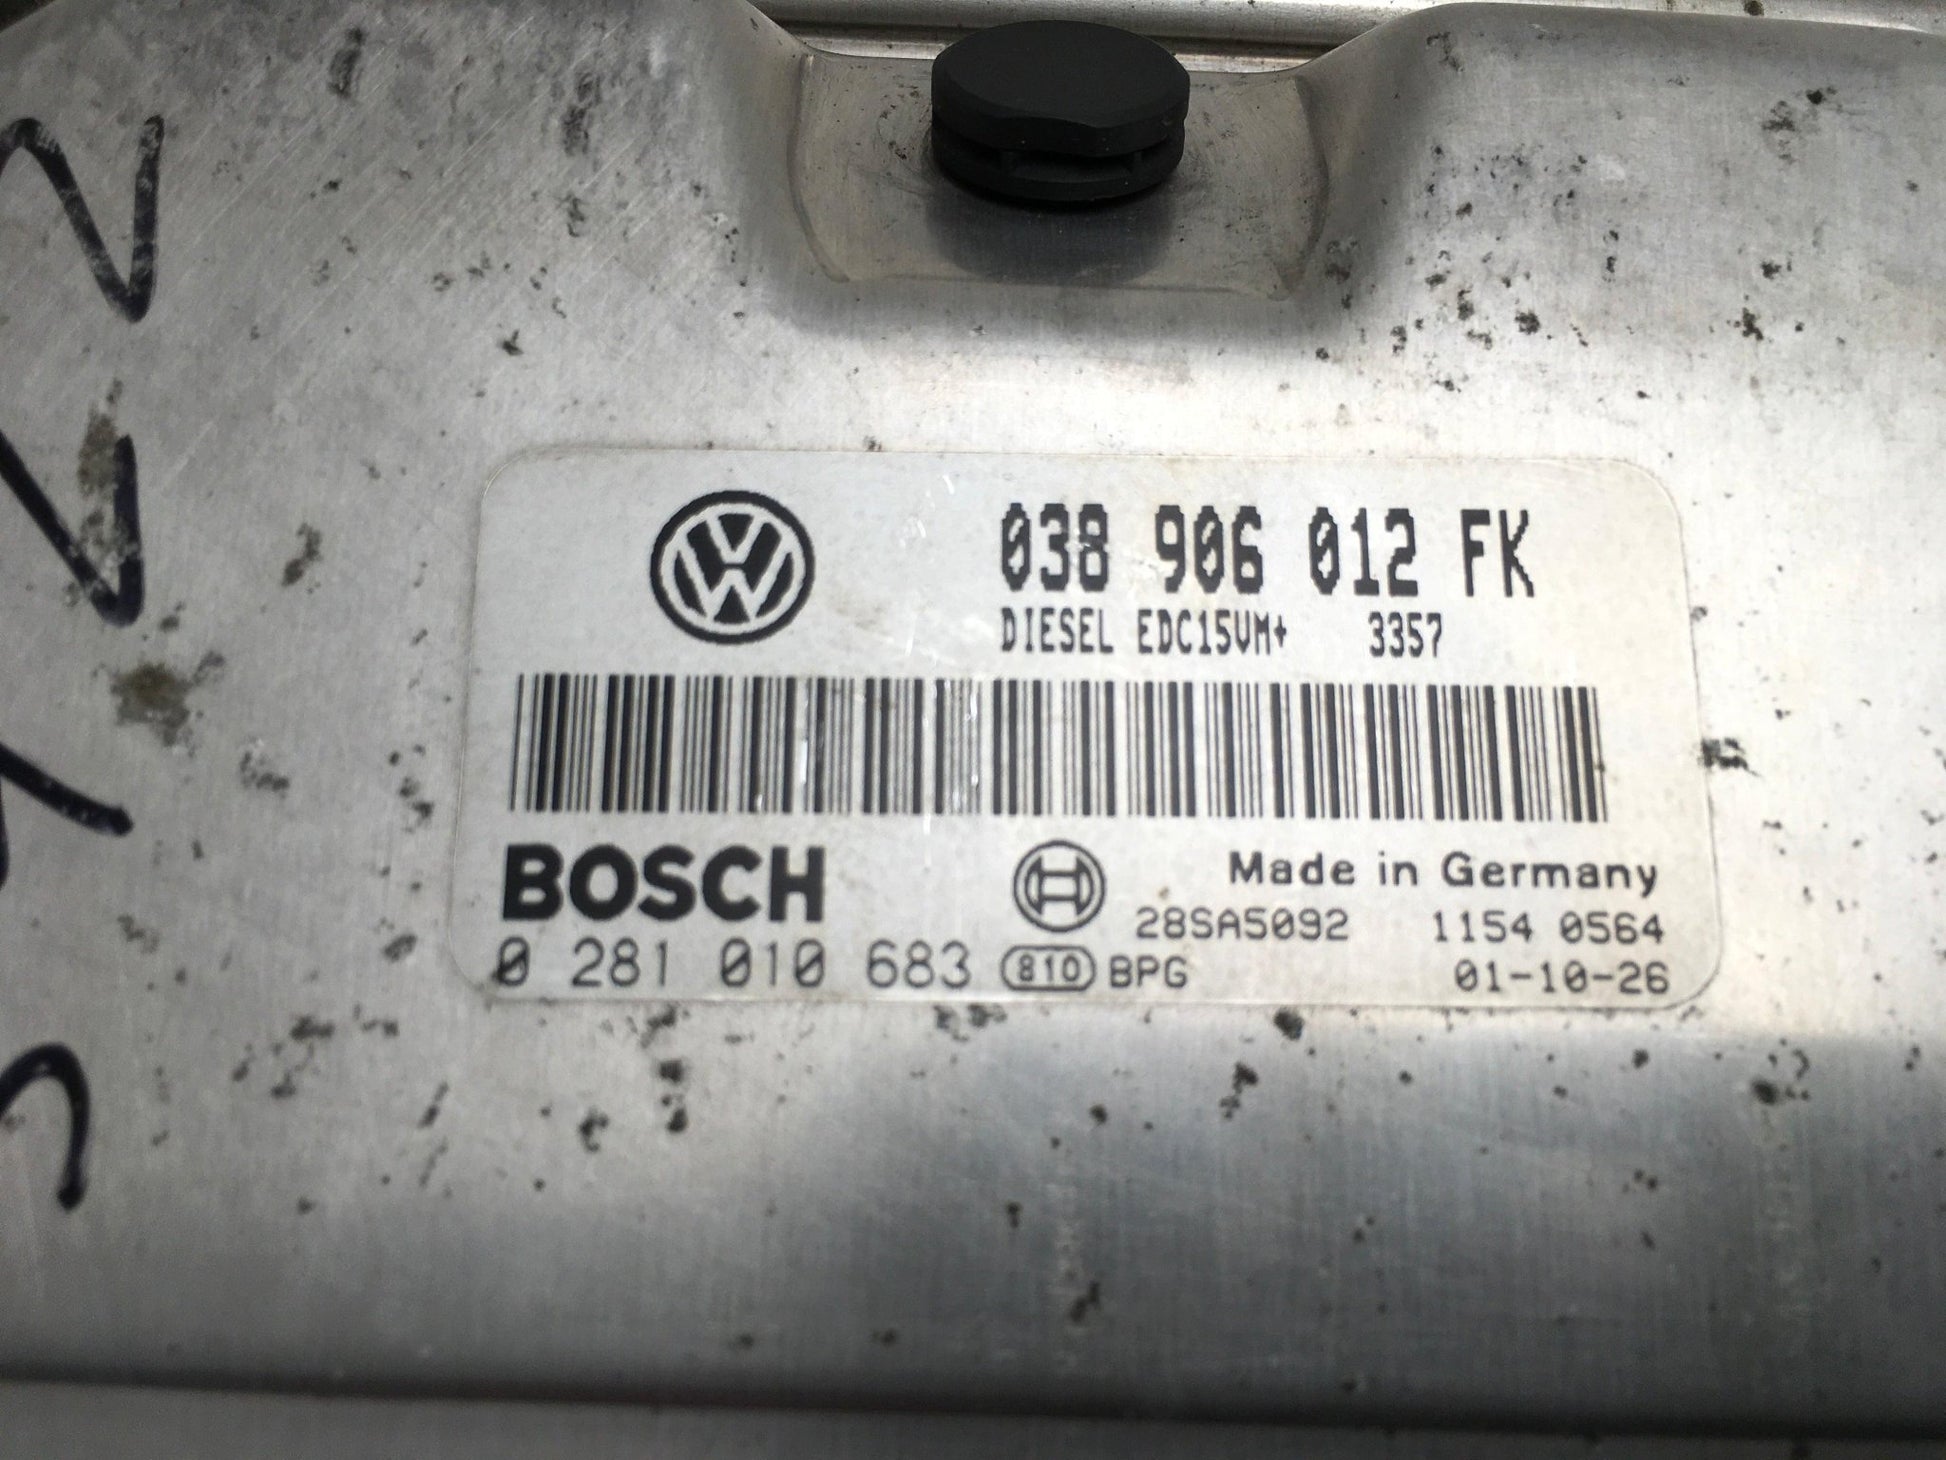 VW
038 906 012 FK
DIESEL EDC15VM+ 3357
BOSCH
Made in Germany
28SA5092 1154 0564
0 281 010 683 810 BPG 01-10-26